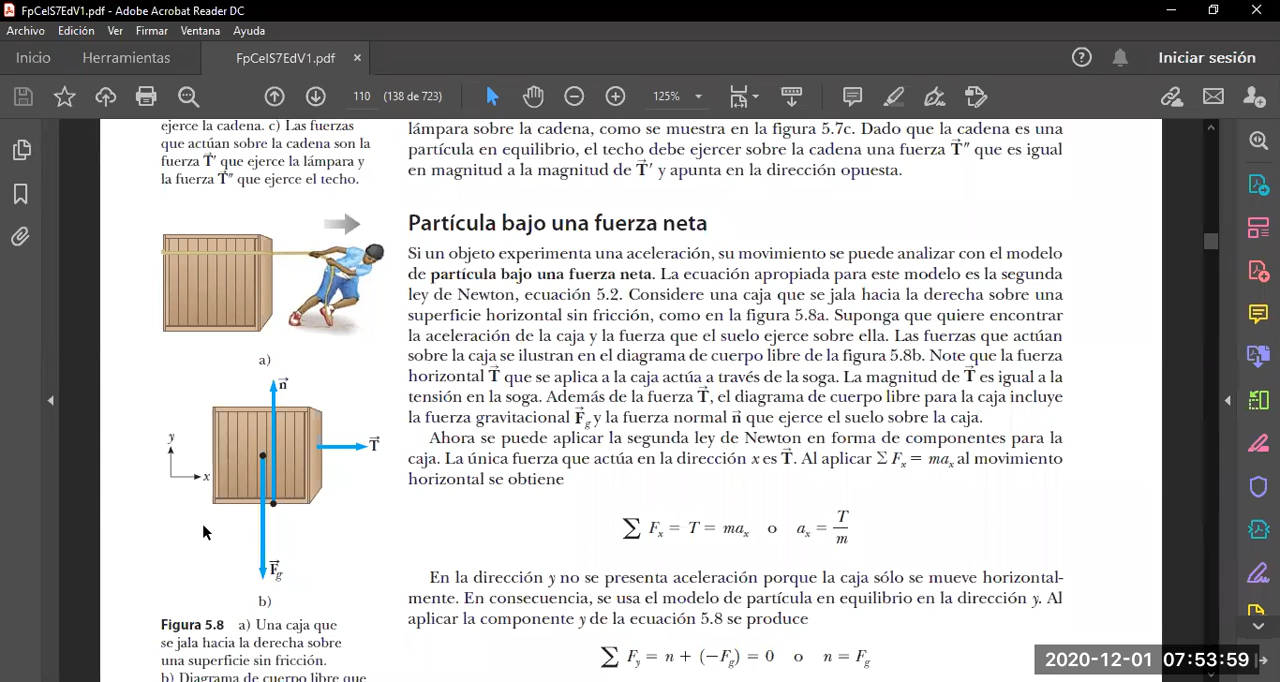 FpCeIS7EdV1.pdf - Adobe Acrobat Reader DC
Archivo Edición Ver Firmar Ventana Ayuda
Inicio Herramientas FpCeIS7EdV1.pdf × Iniciar sesión
110 (138 de 723) 125%
ejerce la cadena. c) Las fuerzas
que actúan sobre la cadena son la
fuerza T⃗′ que ejerce la lámpara y
la fuerza T⃗″ que ejerce el techo.
a)
n⃗
T⃗
y
x
F⃗g
b)
Figura 5.8 a) Una caja que
se jala hacia la derecha sobre
una superficie sin fricción.
b) Diagrama de cuerpo libre que
lámpara sobre la cadena, como se muestra en la figura 5.7c. Dado que la cadena es una
partícula en equilibrio, el techo debe ejercer sobre la cadena una fuerza T⃗″ que es igual
en magnitud a la magnitud de T⃗′ y apunta en la dirección opuesta.
Partícula bajo una fuerza neta
Si un objeto experimenta una aceleración, su movimiento se puede analizar con el modelo
de partícula bajo una fuerza neta. La ecuación apropiada para este modelo es la segunda
ley de Newton, ecuación 5.2. Considere una caja que se jala hacia la derecha sobre una
superficie horizontal sin fricción, como en la figura 5.8a. Suponga que quiere encontrar
la aceleración de la caja y la fuerza que el suelo ejerce sobre ella. Las fuerzas que actúan
sobre la caja se ilustran en el diagrama de cuerpo libre de la figura 5.8b. Note que la fuerza
horizontal T⃗ que se aplica a la caja actúa a través de la soga. La magnitud de T⃗ es igual a la
tensión en la soga. Además de la fuerza T⃗, el diagrama de cuerpo libre para la caja incluye
la fuerza gravitacional F⃗g y la fuerza normal n⃗ que ejerce el suelo sobre la caja.
Ahora se puede aplicar la segunda ley de Newton en forma de componentes para la
caja. La única fuerza que actúa en la dirección x es T⃗. Al aplicar Σ Fx = max al movimiento
horizontal se obtiene
∑ Fx = T = max o ax = T/m
En la dirección y no se presenta aceleración porque la caja sólo se mueve horizontal-
mente. En consecuencia, se usa el modelo de partícula en equilibrio en la dirección y. Al
aplicar la componente y de la ecuación 5.8 se produce
∑ Fy = n + (−Fg) = 0 o n = Fg
2020-12-01 07:53:59